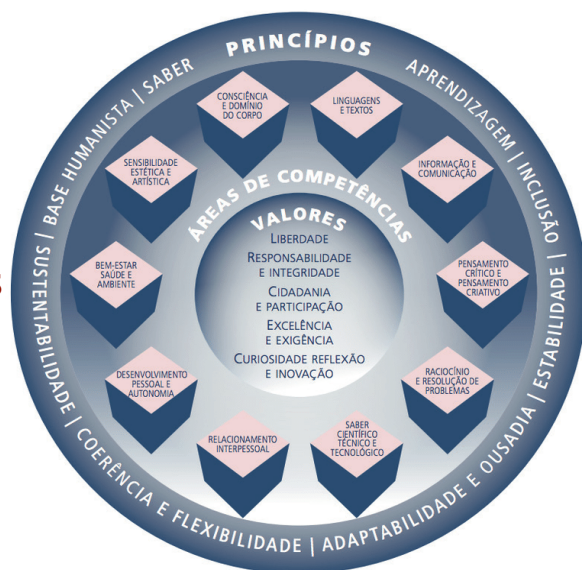 PRINCÍPIOS
BASE HUMANISTA | SABER
APRENDIZAGEM | INCLUSÃO | ESTABILIDADE |
ADAPTABILIDADE E OUSADIA |
COERÊNCIA E FLEXIBILIDADE |
SUSTENTABILIDADE |
ÁREAS DE COMPETÊNCIAS
LINGUAGENS
E TEXTOS
INFORMAÇÃO E
COMUNICAÇÃO
PENSAMENTO
CRÍTICO E
PENSAMENTO
CRIATIVO
RACIOCÍNIO
E RESOLUÇÃO DE
PROBLEMAS
SABER
CIENTÍFICO
TÉCNICO E
TECNOLÓGICO
RELACIONAMENTO
INTERPESSOAL
DESENVOLVIMENTO
PESSOAL E
AUTONOMIA
BEM-ESTAR
SAÚDE E
AMBIENTE
SENSIBILIDADE
ESTÉTICA E
ARTÍSTICA
CONSCIÊNCIA
E DOMÍNIO
DO CORPO
VALORES
LIBERDADE
RESPONSABILIDADE
E INTEGRIDADE
CIDADANIA
E PARTICIPAÇÃO
EXCELÊNCIA
E EXIGÊNCIA
CURIOSIDADE REFLEXÃO
E INOVAÇÃO